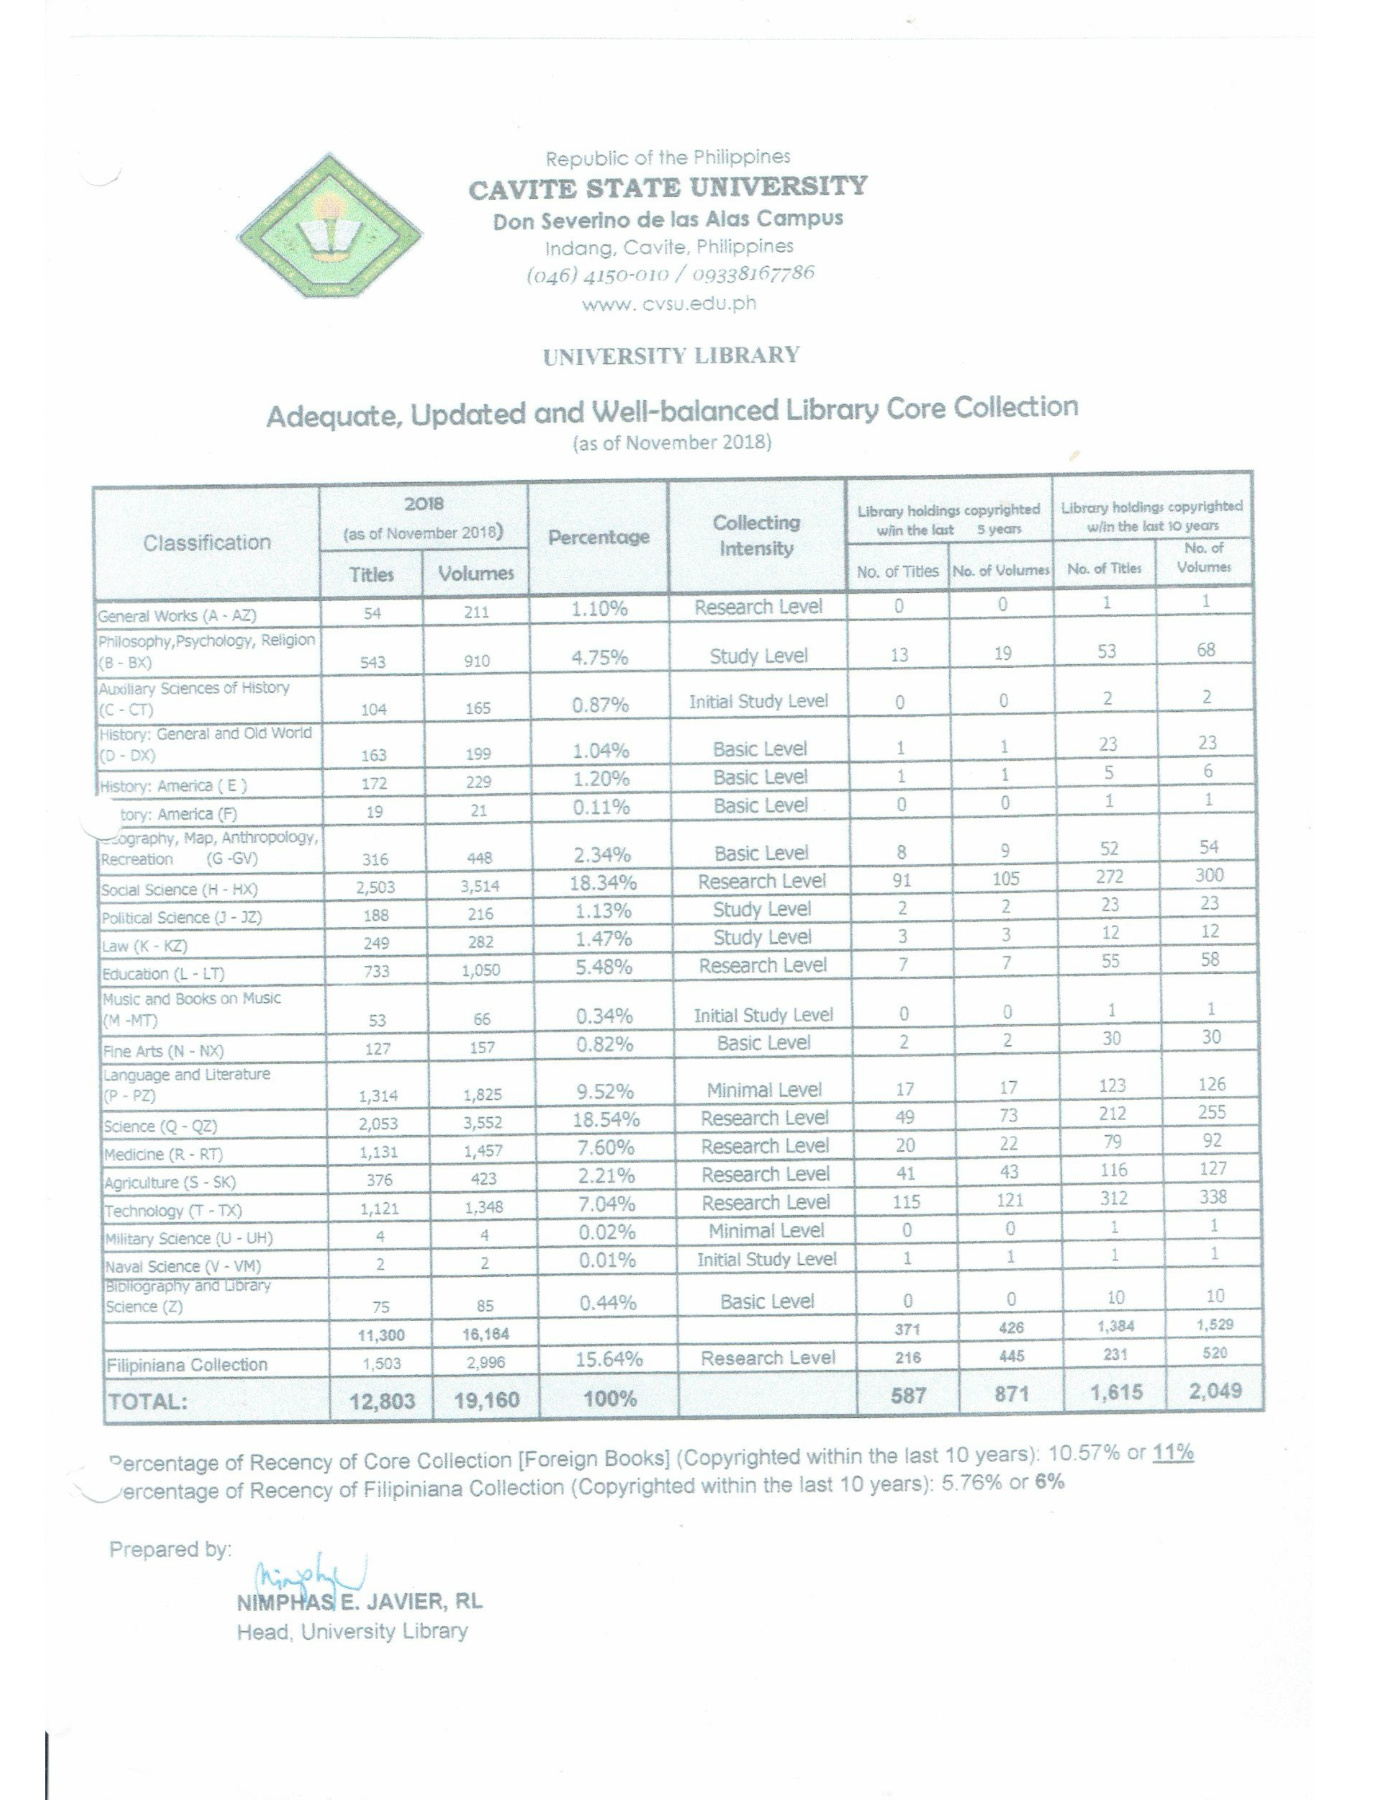 Republic of the Philippines
CAVITE STATE UNIVERSITY
Don Severino de las Alas Campus
Indang, Cavite, Philippines
(046) 4150-010 / 09338167786
www. cvsu.edu.ph
UNIVERSITY LIBRARY
Adequate, Updated and Well-balanced Library Core Collection
(as of November 2018)
Classification 2018 (as of November 2018) Percentage Collecting Intensity Library holdings copyrighted w/in the last 5 years Library holdings copyrighted w/in the last 10 years
Titles Volumes No. of Titles No. of Volumes No. of Titles No. of Volumes
General Works (A - AZ) 54 211 1.10% Research Level 0 0 1 1
Philosophy,Psychology, Religion
(B - BX) 543 910 4.75% Study Level 13 19 53 68
Auxiliary Sciences of History
(C - CT) 104 165 0.87% Initial Study Level 0 0 2 2
History: General and Old World
(D - DX) 163 199 1.04% Basic Level 1 1 23 23
History: America ( E ) 172 229 1.20% Basic Level 1 1 5 6
tory: America (F) 19 21 0.11% Basic Level 0 0 1 1
ography, Map, Anthropology,
Recreation (G -GV) 316 448 2.34% Basic Level 8 9 52 54
Social Science (H - HX) 2,503 3,514 18.34% Research Level 91 105 272 300
Political Science (J - JZ) 188 216 1.13% Study Level 2 2 23 23
Law (K - KZ) 249 282 1.47% Study Level 3 3 12 12
Education (L - LT) 733 1,050 5.48% Research Level 7 7 55 58
Music and Books on Music
(M -MT) 53 66 0.34% Initial Study Level 0 0 1 1
Fine Arts (N - NX) 127 157 0.82% Basic Level 2 2 30 30
Language and Literature
(P - PZ) 1,314 1,825 9.52% Minimal Level 17 17 123 126
Science (Q - QZ) 2,053 3,552 18.54% Research Level 49 73 212 255
Medicine (R - RT) 1,131 1,457 7.60% Research Level 20 22 79 92
Agriculture (S - SK) 376 423 2.21% Research Level 41 43 116 127
Technology (T - TX) 1,121 1,348 7.04% Research Level 115 121 312 338
Military Science (U - UH) 4 4 0.02% Minimal Level 0 0 1 1
Naval Science (V - VM) 2 2 0.01% Initial Study Level 1 1 1 1
Bibliography and Library
Science (Z) 75 85 0.44% Basic Level 0 0 10 10
11,300 16,164 371 426 1,384 1,529
Filipiniana Collection 1,503 2,996 15.64% Research Level 216 445 231 520
TOTAL: 12,803 19,160 100% 587 871 1,615 2,049
Percentage of Recency of Core Collection [Foreign Books] (Copyrighted within the last 10 years): 10.57% or 11%
ercentage of Recency of Filipiniana Collection (Copyrighted within the last 10 years): 5.76% or 6%
Prepared by:
NIMPHAS E. JAVIER, RL
Head, University Library